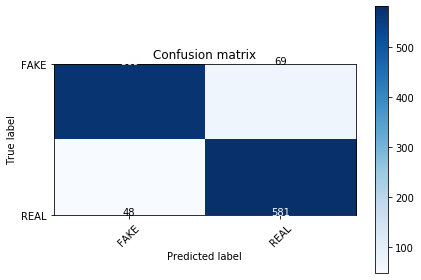 Confusion matrix
FAKE
69
500
True label
400
300
200
REAL
48
581
100
FAKE
REAL
Predicted label